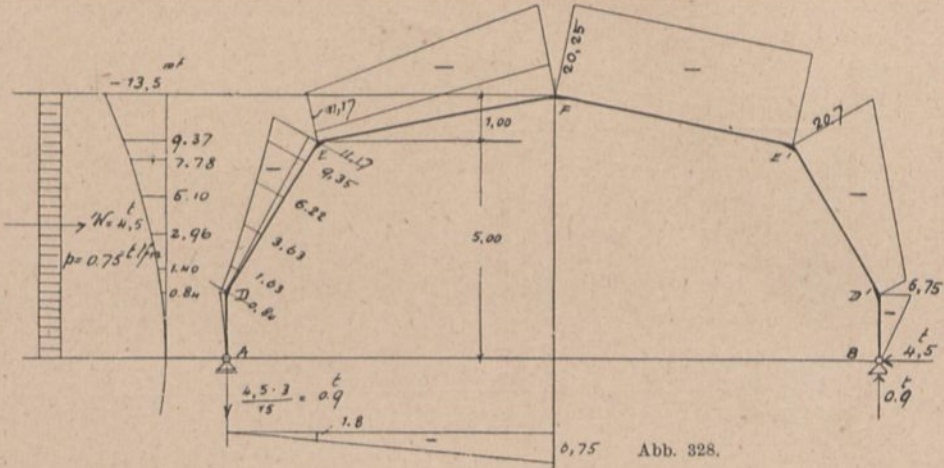 mt
- 13,5
9.37
7.78
5.10
W= 4,5 t
2.96
p= 0.75 t/fm
1.40
0.84
11,17
E
11.17
9,35
6.22
3.63
1.63
D
0.84
A
4,5 · 3 / 15 = 0.9 t
1.8
6,75
20,25
F
1,00
5,00
20.7
E'
D'
6,75
B
4,5 t
0.9 t
Abb. 328.